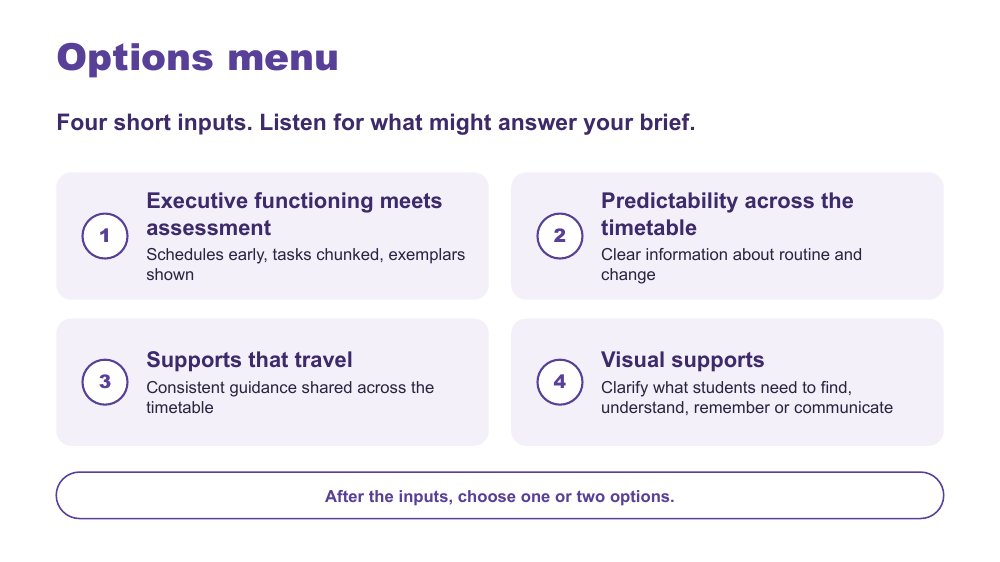 Options menu
Four short inputs. Listen for what might answer your brief.
1
Executive functioning meets
assessment
Schedules early, tasks chunked, exemplars
shown
2
Predictability across the
timetable
Clear information about routine and
change
3
Supports that travel
Consistent guidance shared across the
timetable
4
Visual supports
Clarify what students need to find,
understand, remember or communicate
After the inputs, choose one or two options.